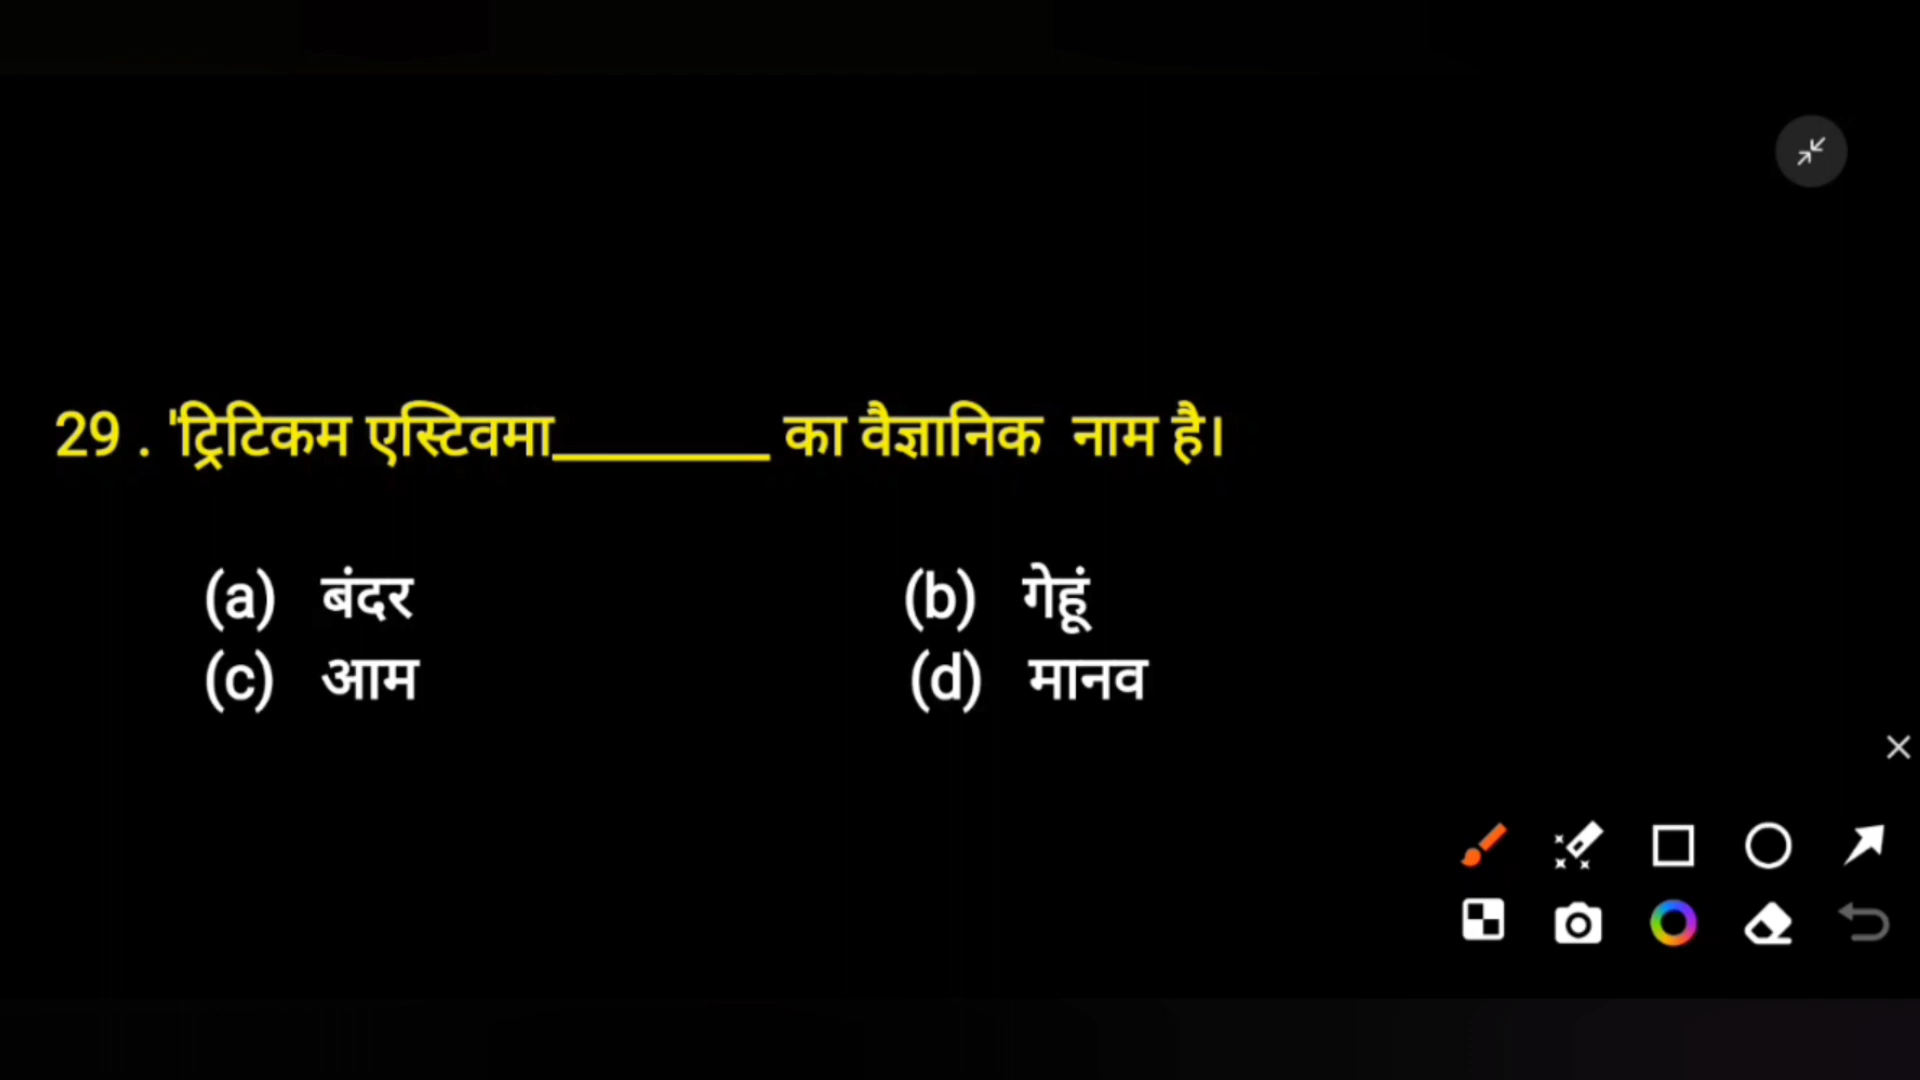 29 . 'ट्रिटिकम एस्टिवमा________ का वैज्ञानिक नाम है।
(a) बंदर (b) गेहूं
(c) आम (d) मानव